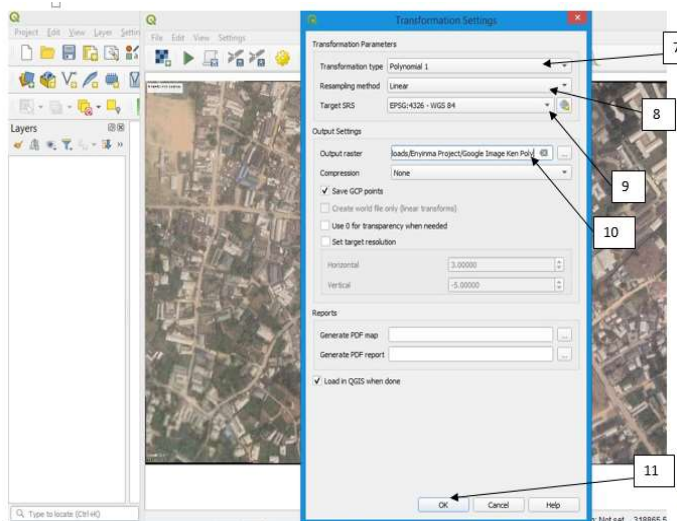 Transformation Settings
Project Edit View Layer Settin
File Edit View Settings
Layers
Transformation Parameters
Transformation type Polynomial 1
Resampling method Linear
Target SRS EPSG:4326 - WGS 84
Output Settings
Output raster loads/Enyinma Project/Google Image Ken Poly
Compression None
Save GCP points
Create world file only (linear transforms)
Use 0 for transparency when needed
Set target resolution
Horizontal 3.00000
Vertical -5.00000
Reports
Generate PDF map
Generate PDF report
Load in QGIS when done
OK Cancel Help
Type to locate (Ctrl+K)
7
8
9
10
11